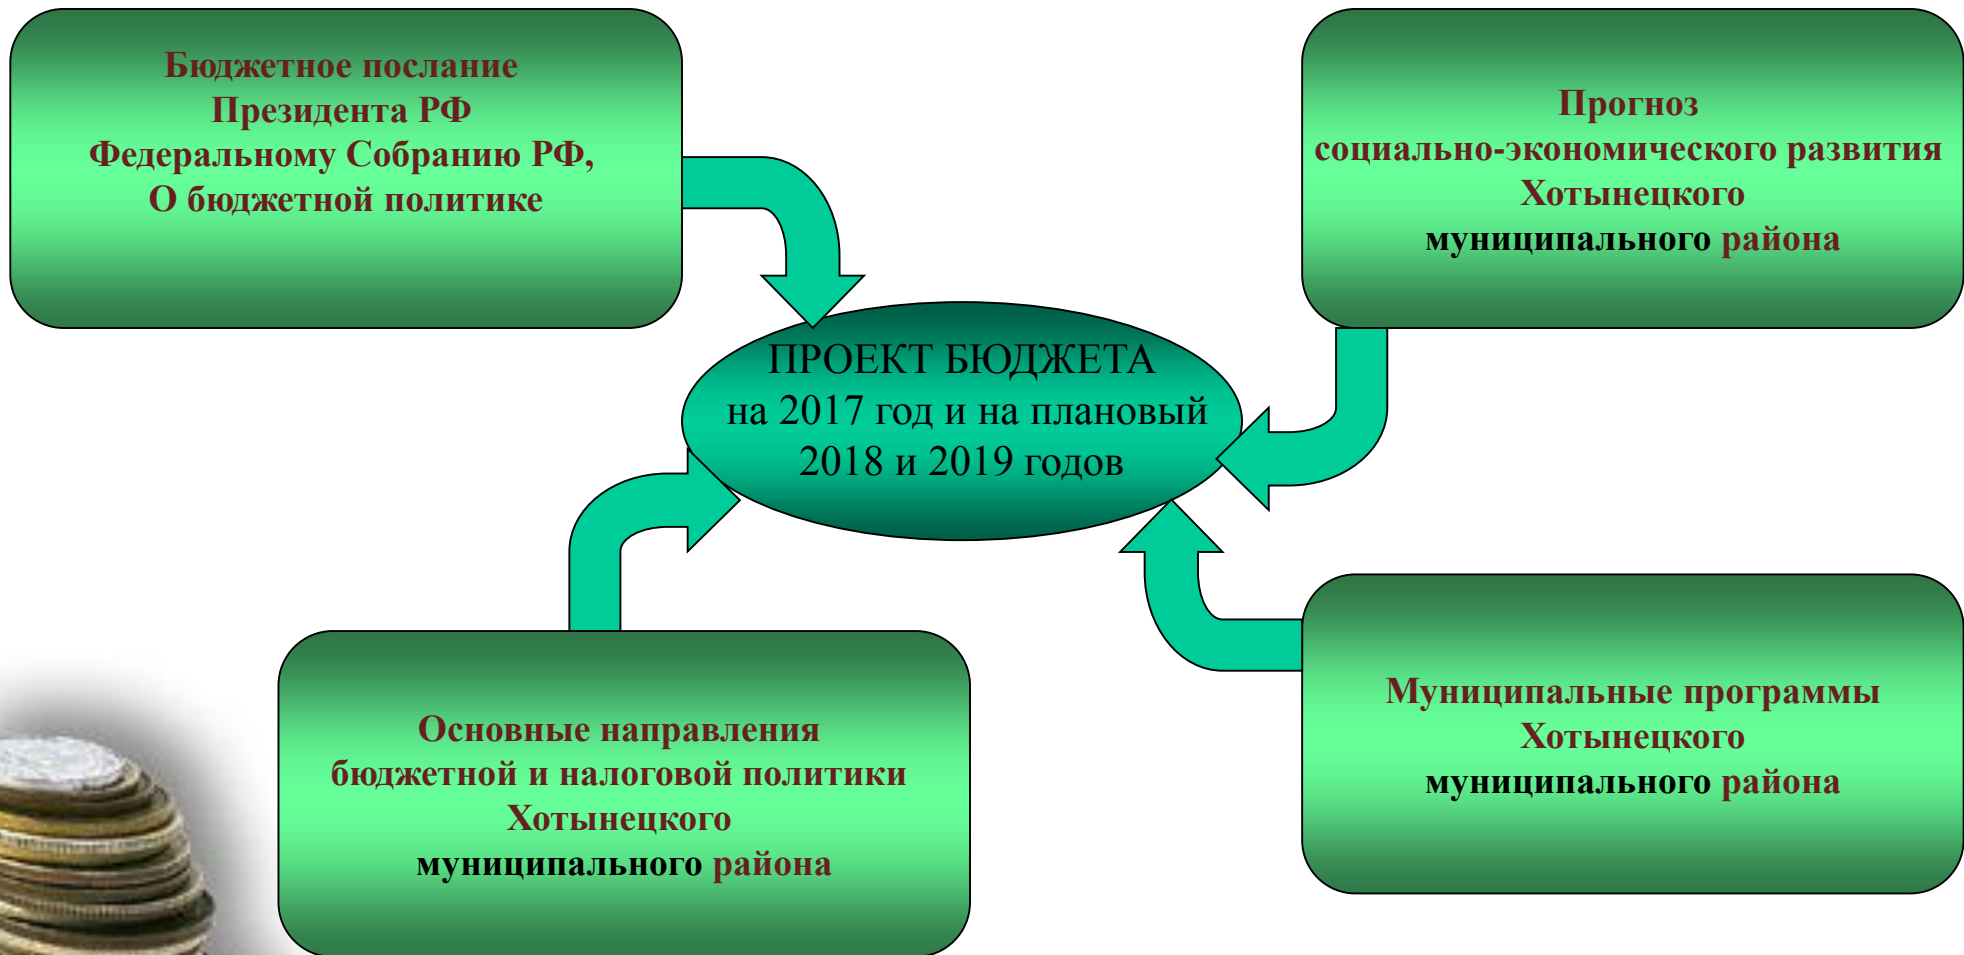 Бюджетное послание
Президента РФ
Федеральному Собранию РФ,
О бюджетной политике
Прогноз
социально-экономического развития
Хотынецкого
муниципального района
ПРОЕКТ БЮДЖЕТА
на 2017 год и на плановый
2018 и 2019 годов
Основные направления
бюджетной и налоговой политики
Хотынецкого
муниципального района
Муниципальные программы
Хотынецкого
муниципального района